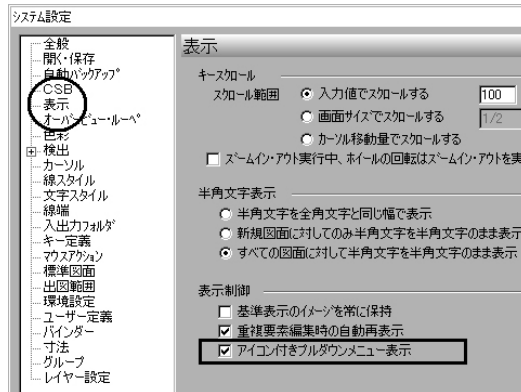 システム設定
全般
開く・保存
自動バックアップ
CSB
表示
オーバービュー・ルーペ
色彩
検出
カーソル
線スタイル
文字スタイル
線端
入出力フォルダ
キー定義
マウスアクション
標準図面
出図範囲
環境設定
ユーザー定義
バインダー
寸法
グループ
レイヤー設定
表示
キースクロール
スクロール範囲
入力値でスクロールする
100
画面サイズでスクロールする
1/2
カーソル移動量でスクロールする
ズームイン・アウト実行中、ホイールの回転はズームイン・アウトを実
半角文字表示
半角文字を全角文字と同じ幅で表示
新規図面に対してのみ半角文字を半角文字のまま表示
すべての図面に対して半角文字を半角文字のまま表示
表示制御
基準表示のイメージを常に保持
重複要素編集時の自動再表示
アイコン付きプルダウンメニュー表示